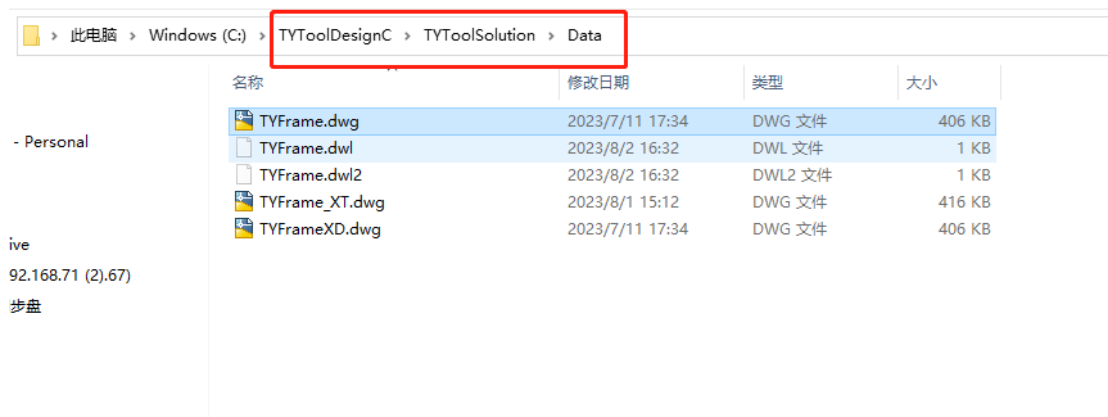 此电脑 > Windows (C:) > TYToolDesignC > TYToolSolution > Data
名称 修改日期 类型 大小
TYFrame.dwg 2023/7/11 17:34 DWG 文件 406 KB
- Personal
TYFrame.dwl 2023/8/2 16:32 DWL 文件 1 KB
TYFrame.dwl2 2023/8/2 16:32 DWL2 文件 1 KB
TYFrame_XT.dwg 2023/8/1 15:12 DWG 文件 416 KB
TYFrameXD.dwg 2023/7/11 17:34 DWG 文件 406 KB
ive
92.168.71 (2).67)
步盘